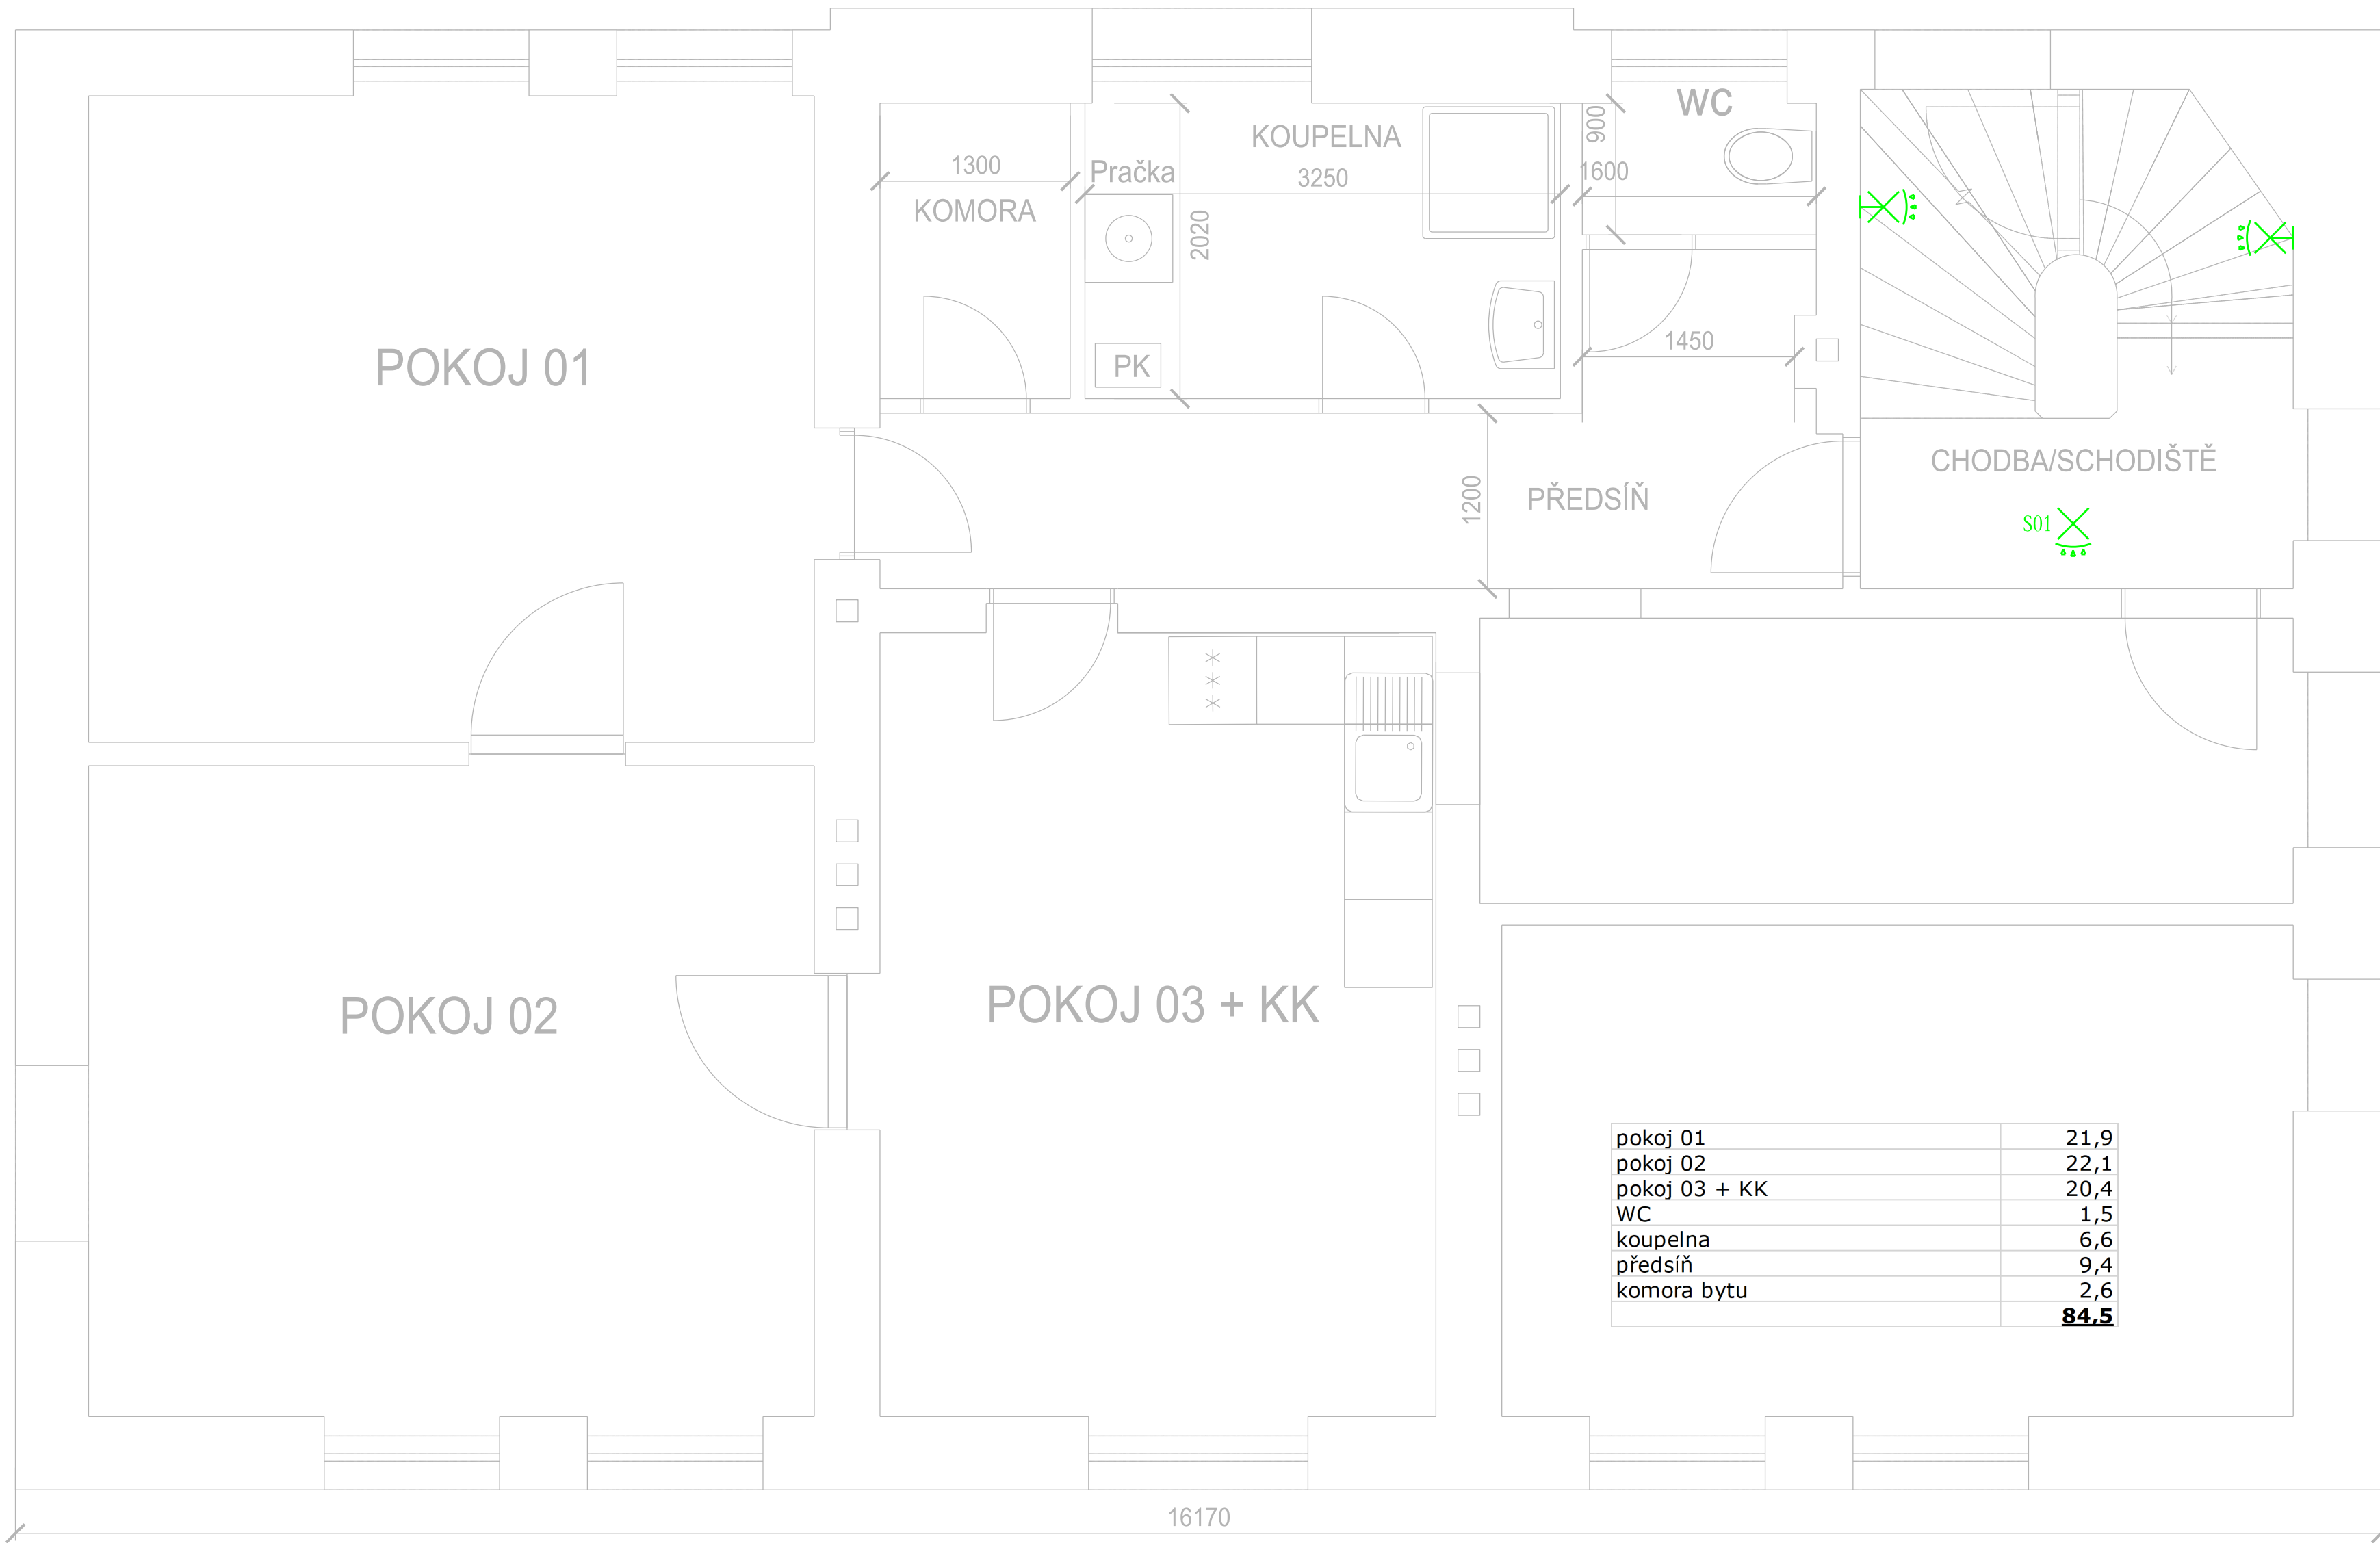 WC
900
KOUPELNA
1300
Pračka
3250
1600
KOMORA
2020
1450
POKOJ 01
PK
CHODBA/SCHODIŠTĚ
1200
PŘEDSÍŇ
S01
POKOJ 02
POKOJ 03 + KK
pokoj 01 21,9
pokoj 02 22,1
pokoj 03 + KK 20,4
WC 1,5
koupelna 6,6
předsíň 9,4
komora bytu 2,6
84,5
16170